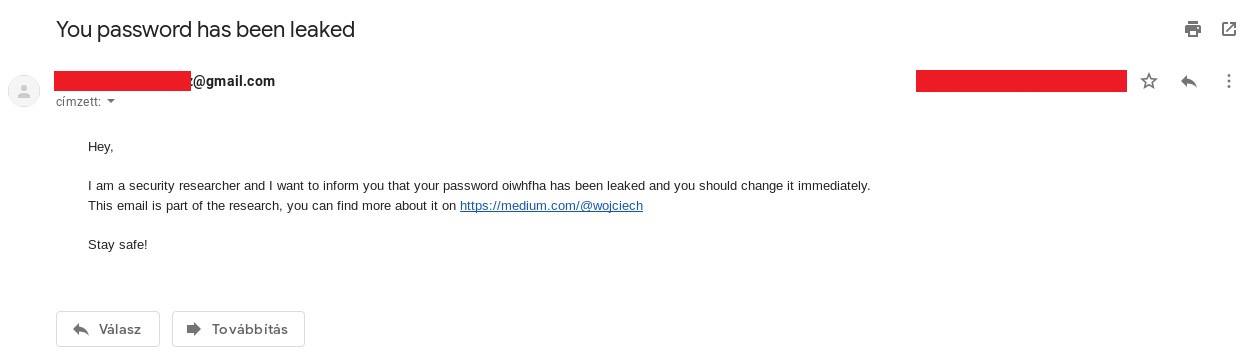 You password has been leaked
z@gmail.com
címzett:
Hey,
I am a security researcher and I want to inform you that your password oiwhfha has been leaked and you should change it immediately.
This email is part of the research, you can find more about it on https://medium.com/@wojciech
Stay safe!
Válasz Továbbítás